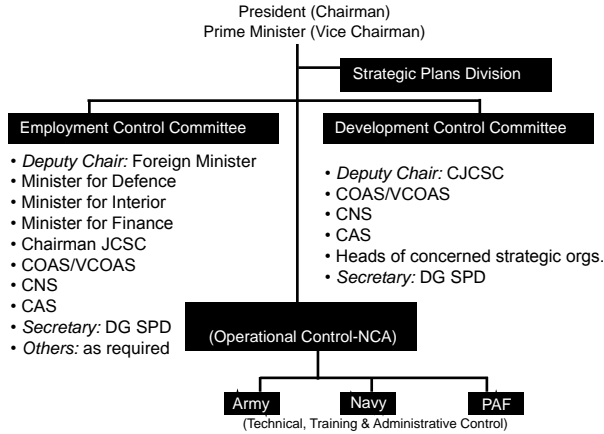 President (Chairman)
Prime Minister (Vice Chairman)
Strategic Plans Division
Employment Control Committee
• Deputy Chair: Foreign Minister
• Minister for Defence
• Minister for Interior
• Minister for Finance
• Chairman JCSC
• COAS/VCOAS
• CNS
• CAS
• Secretary: DG SPD
• Others: as required
Development Control Committee
• Deputy Chair: CJCSC
• COAS/VCOAS
• CNS
• CAS
• Heads of concerned strategic orgs.
• Secretary: DG SPD
(Operational Control-NCA)
Army
Navy
PAF
(Technical, Training & Administrative Control)